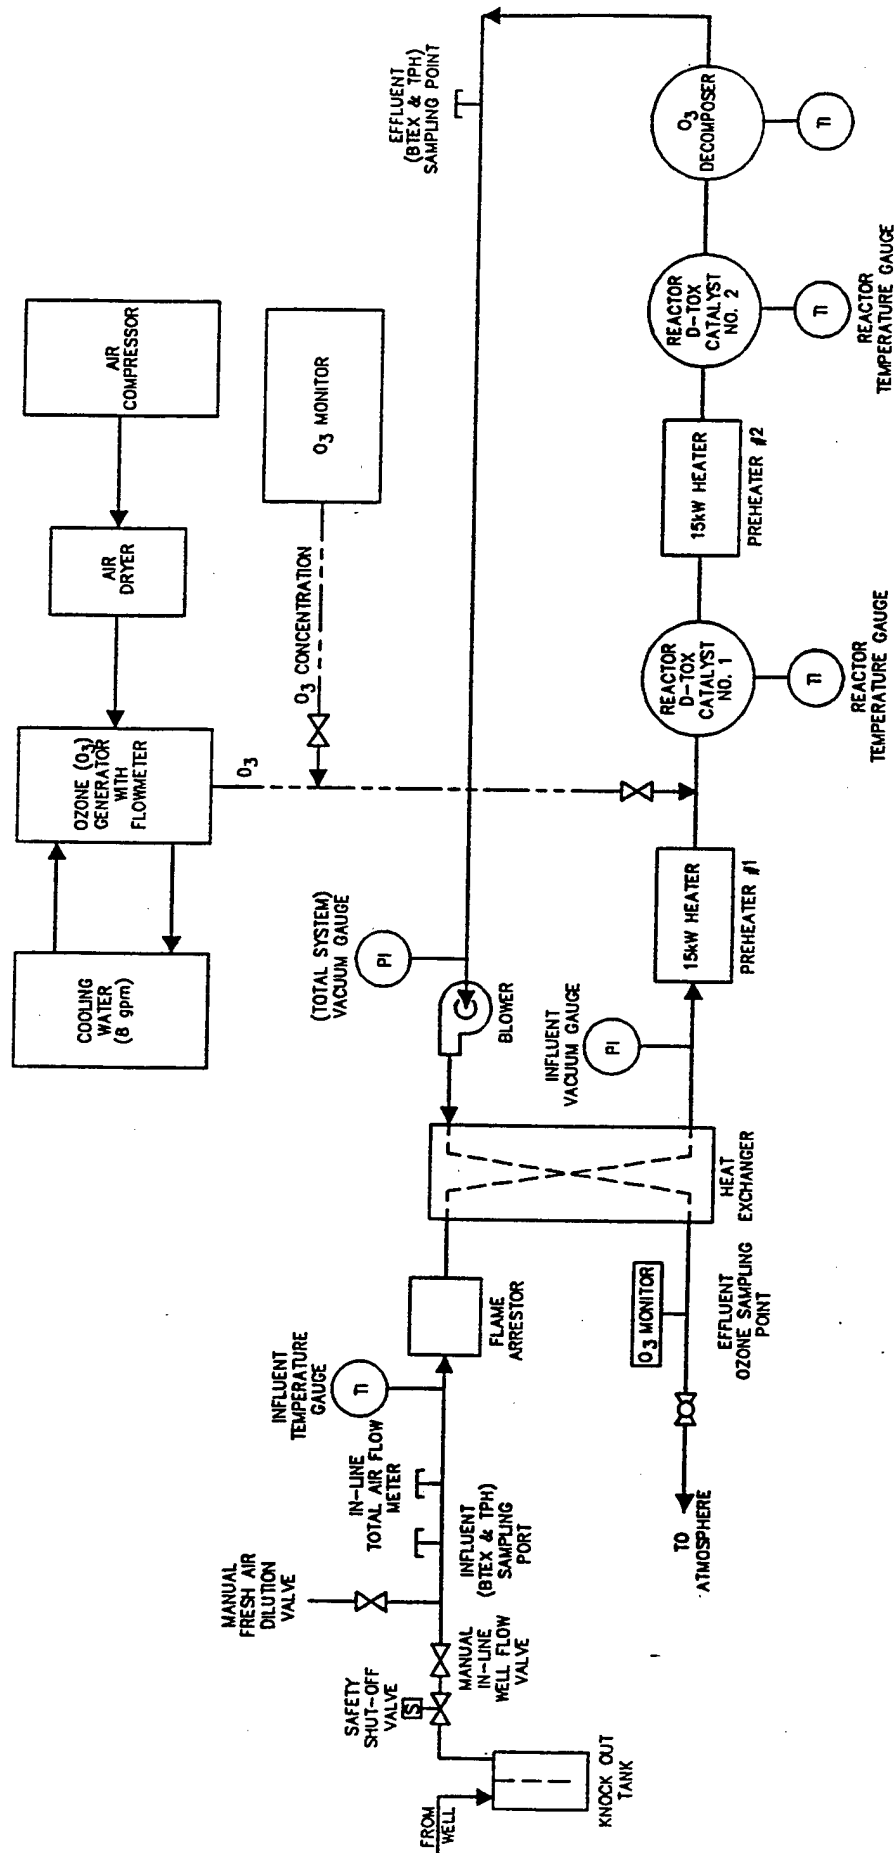 COOLING
WATER
(8 gpm)
OZONE (O3)
GENERATOR
WITH
FLOWMETER
AIR
DRYER
AIR
COMPRESSOR
O3
O3 CONCENTRATION
O3 MONITOR
EFFLUENT
(BTEX & TPH)
SAMPLING POINT
(TOTAL SYSTEM)
VACUUM GAUGE
PI
BLOWER
MANUAL
FRESH AIR
DILUTION
VALVE
INFLUENT
TEMPERATURE
GAUGE
TI
IN-LINE
TOTAL AIR FLOW
METER
SAFETY
SHUT-OFF
VALVE
S
FROM
WELL
KNOCK OUT
TANK
MANUAL
IN-LINE
WELL FLOW
VALVE
INFLUENT
(BTEX & TPH)
SAMPLING
PORT
FLAME
ARRESTOR
HEAT
EXCHANGER
INFLUENT
VACUUM GAUGE
PI
O3 MONITOR
EFFLUENT
OZONE SAMPLING
POINT
TO
ATMOSPHERE
15kW HEATER
PREHEATER #1
REACTOR
D-TOX
CATALYST
NO. 1
TI
REACTOR
TEMPERATURE GAUGE
15kW HEATER
PREHEATER #2
REACTOR
D-TOX
CATALYST
NO. 2
TI
REACTOR
TEMPERATURE GAUGE
O3
DECOMPOSER
TI